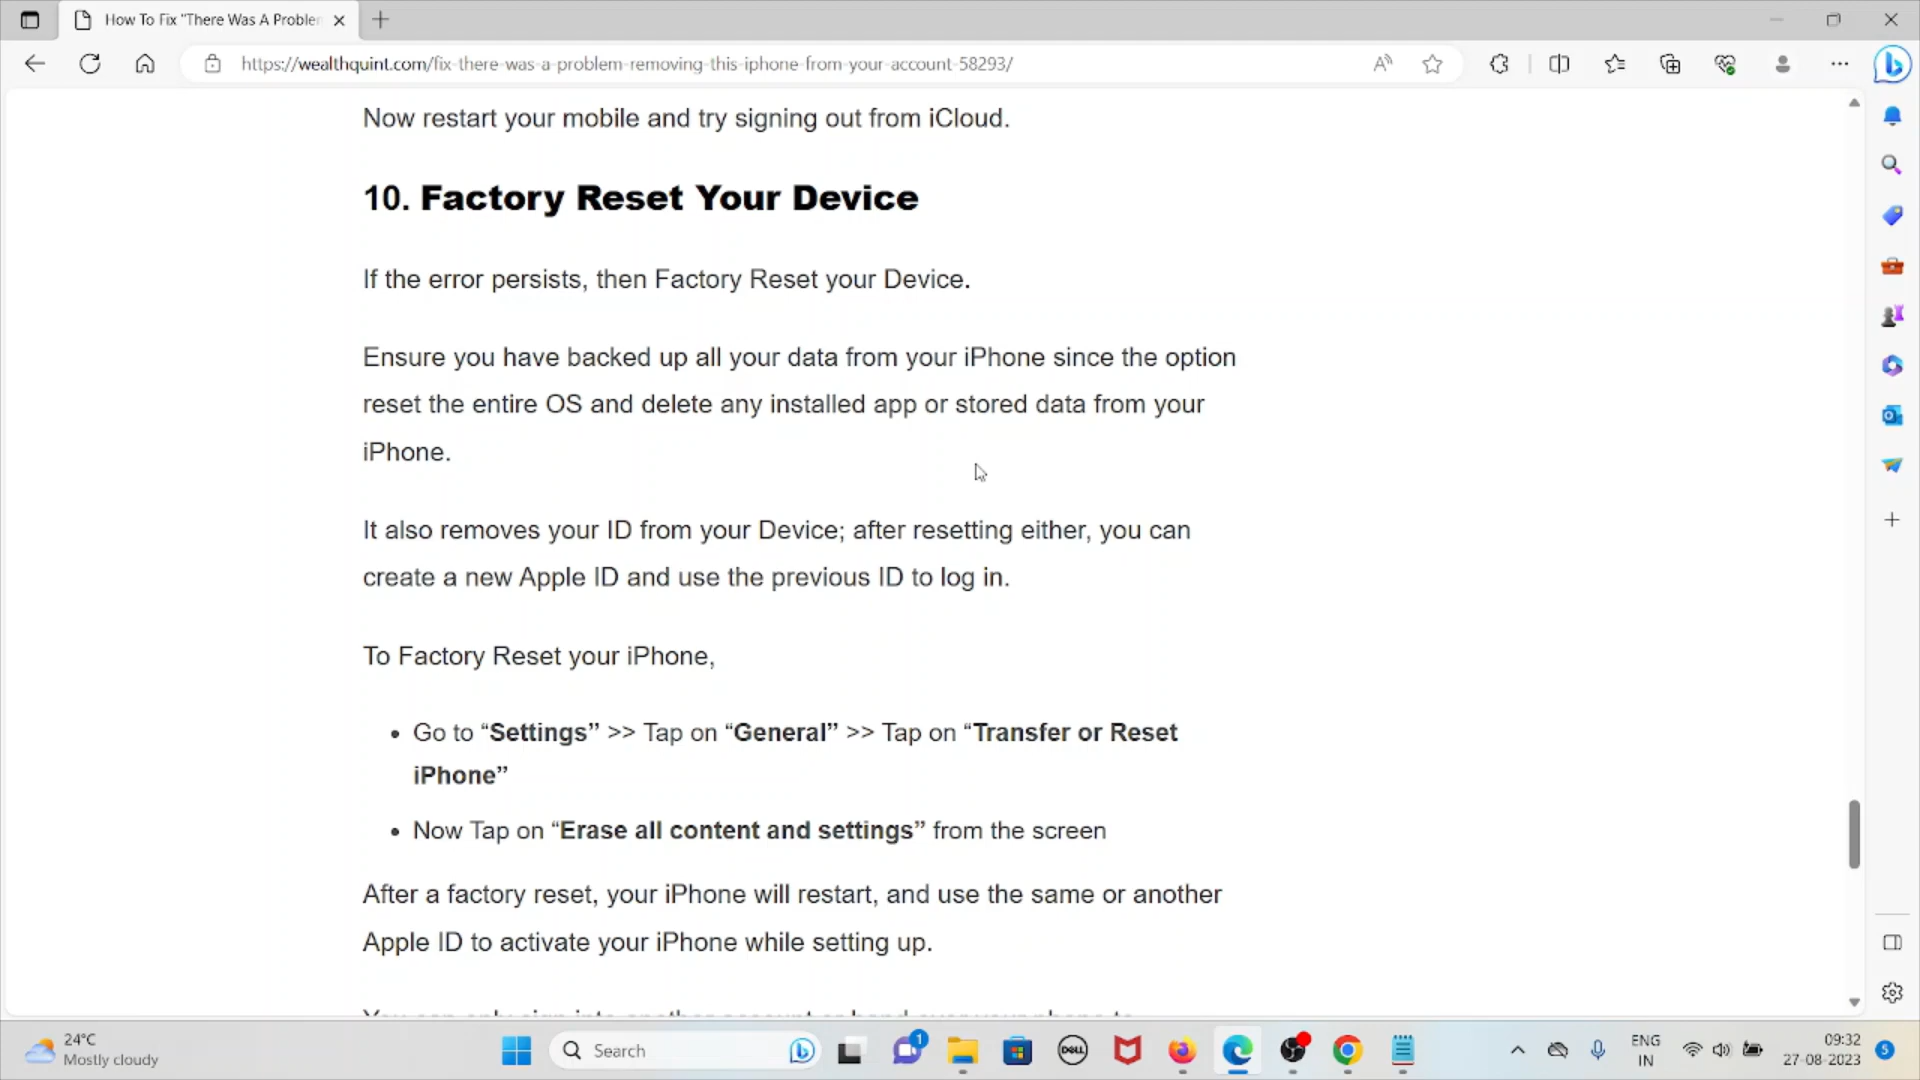 How To Fix "There Was A Problem
https://wealthquint.com/fix-there-was-a-problem-removing-this-iphone-from-your-account-58293/
Now restart your mobile and try signing out from iCloud.
10. Factory Reset Your Device
If the error persists, then Factory Reset your Device.
Ensure you have backed up all your data from your iPhone since the option
reset the entire OS and delete any installed app or stored data from your
iPhone.
It also removes your ID from your Device; after resetting either, you can
create a new Apple ID and use the previous ID to log in.
To Factory Reset your iPhone,
• Go to “Settings” >> Tap on “General” >> Tap on “Transfer or Reset
iPhone”
• Now Tap on “Erase all content and settings” from the screen
After a factory reset, your iPhone will restart, and use the same or another
Apple ID to activate your iPhone while setting up.
24°C
Mostly cloudy
Search
1
DELL
ENG
IN
09:32
27-08-2023
5